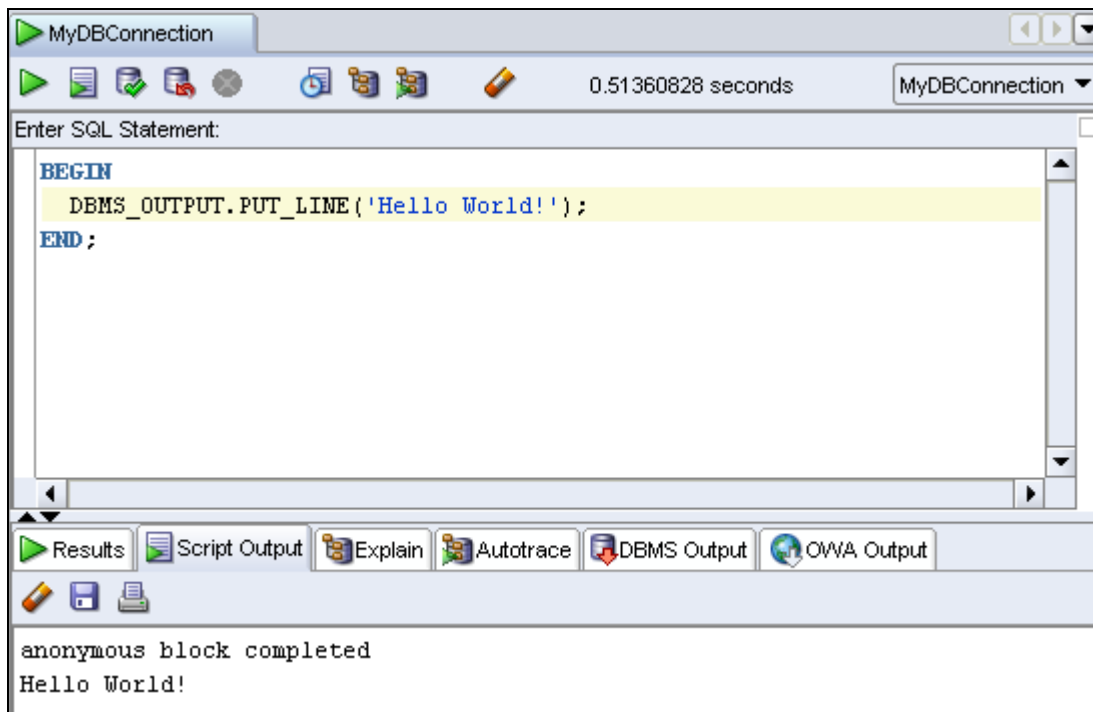 MyDBConnection
0.51360828 seconds
MyDBConnection
Enter SQL Statement:
BEGIN
DBMS_OUTPUT.PUT_LINE('Hello World!');
END;
Results Script Output Explain Autotrace DBMS Output OWA Output
anonymous block completed
Hello World!